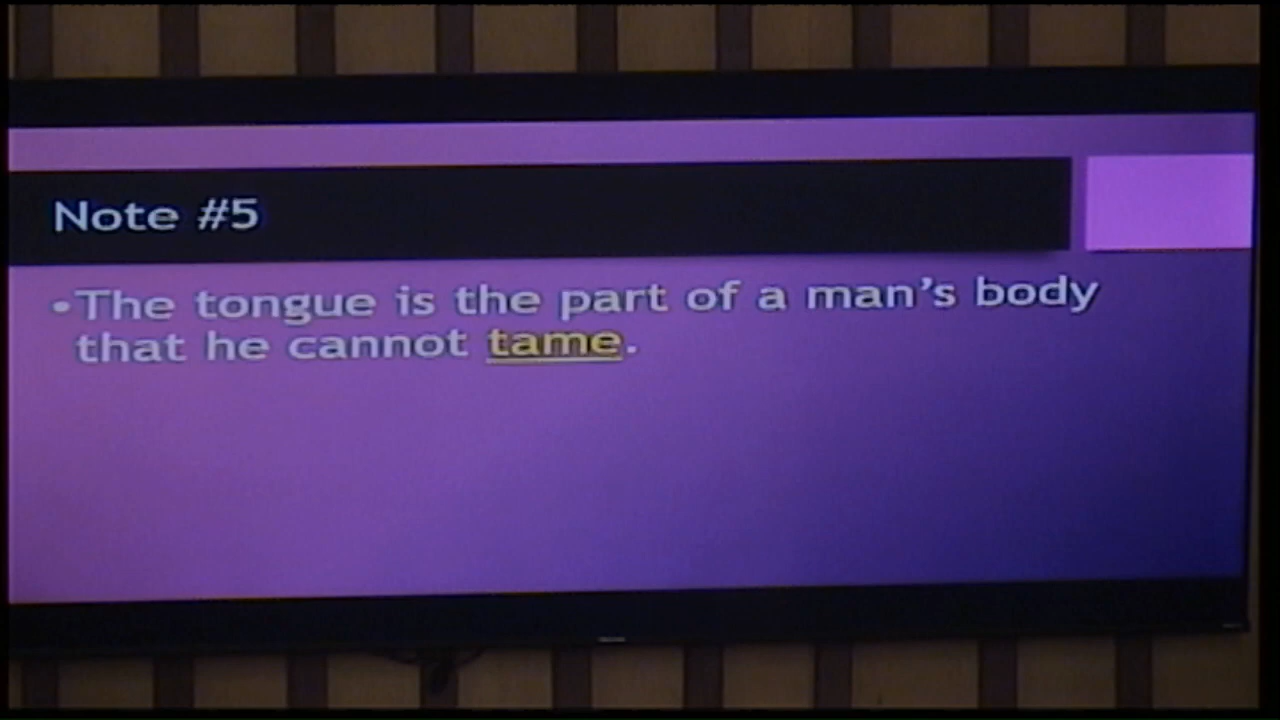 Note #5
•The tongue is the part of a man's body
that he cannot tame.